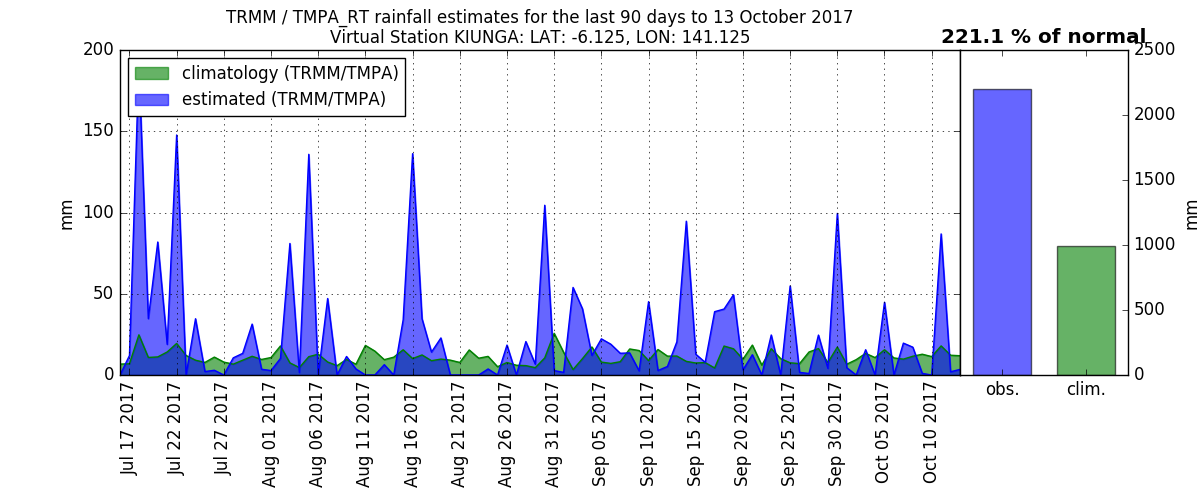 TRMM / TMPA_RT rainfall estimates for the last 90 days to 13 October 2017
Virtual Station KIUNGA: LAT: -6.125, LON: 141.125
221.1 % of normal
climatology (TRMM/TMPA)
estimated (TRMM/TMPA)
mm
200
150
100
50
0
Jul 17 2017
Jul 22 2017
Jul 27 2017
Aug 01 2017
Aug 06 2017
Aug 11 2017
Aug 16 2017
Aug 21 2017
Aug 26 2017
Aug 31 2017
Sep 05 2017
Sep 10 2017
Sep 15 2017
Sep 20 2017
Sep 25 2017
Sep 30 2017
Oct 05 2017
Oct 10 2017
obs.
clim.
2500
2000
1500
1000
500
0
mm